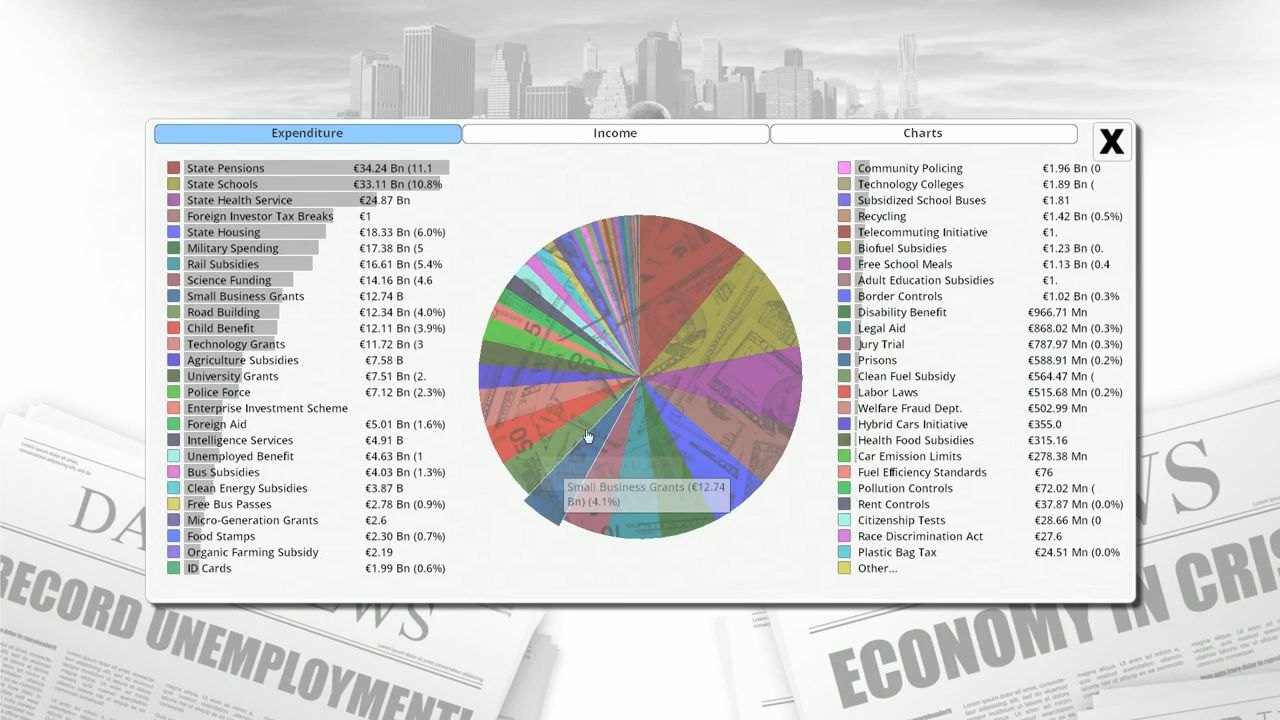 Expenditure
Income
Charts
X
State Pensions €34.24 Bn (11.1
State Schools €33.11 Bn (10.8%
State Health Service €24.87 Bn
Foreign Investor Tax Breaks €1
State Housing €18.33 Bn (6.0%)
Military Spending €17.38 Bn (5
Rail Subsidies €16.61 Bn (5.4%
Science Funding €14.16 Bn (4.6
Small Business Grants €12.74 B
Road Building €12.34 Bn (4.0%)
Child Benefit €12.11 Bn (3.9%)
Technology Grants €11.72 Bn (3
Agriculture Subsidies €7.58 B
University Grants €7.51 Bn (2.
Police Force €7.12 Bn (2.3%)
Enterprise Investment Scheme
Foreign Aid €5.01 Bn (1.6%)
Intelligence Services €4.91 B
Unemployed Benefit €4.63 Bn (1
Bus Subsidies €4.03 Bn (1.3%)
Clean Energy Subsidies €3.87 B
Free Bus Passes €2.78 Bn (0.9%)
Micro-Generation Grants €2.6
Food Stamps €2.30 Bn (0.7%)
Organic Farming Subsidy €2.19
ID Cards €1.99 Bn (0.6%)
Small Business Grants (€12.74
Bn) (4.1%)
Community Policing €1.96 Bn (0
Technology Colleges €1.89 Bn (
Subsidized School Buses €1.81
Recycling €1.42 Bn (0.5%)
Telecommuting Initiative €1.
Biofuel Subsidies €1.23 Bn (0.
Free School Meals €1.13 Bn (0.4
Adult Education Subsidies €1.
Border Controls €1.02 Bn (0.3%
Disability Benefit €966.71 Mn
Legal Aid €868.02 Mn (0.3%)
Jury Trial €787.97 Mn (0.3%)
Prisons €588.91 Mn (0.2%)
Clean Fuel Subsidy €564.47 Mn (
Labor Laws €515.68 Mn (0.2%)
Welfare Fraud Dept. €502.99 Mn
Hybrid Cars Initiative €355.0
Health Food Subsidies €315.16
Car Emission Limits €278.38 Mn
Fuel Efficiency Standards €76
Pollution Controls €72.02 Mn (
Rent Controls €37.87 Mn (0.0%)
Citizenship Tests €28.66 Mn (0
Race Discrimination Act €27.6
Plastic Bag Tax €24.51 Mn (0.0%
Other...
RECORD UNEMPLOYMENT!
ECONOMY IN CRIS